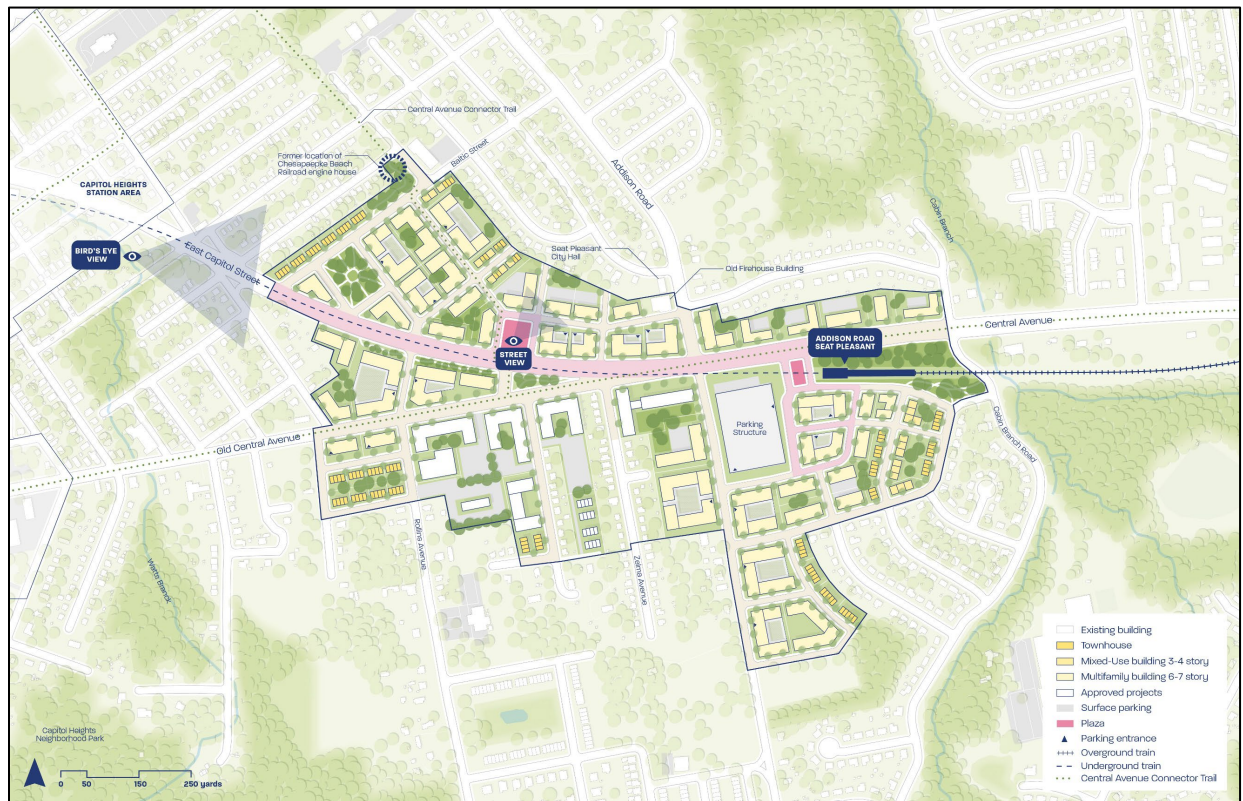 Central Avenue Connector Trail
Baltic Street
Former location of
Chesapaepke Beach
Railroad engine house
Addison Road
CAPITOL HEIGHTS
STATION AREA
Cabin Branch
BIRD'S EYE
VIEW
East Capitol Street
Seat Pleasant
City Hall
Old Firehouse Building
Central Avenue
ADDISON ROAD
SEAT PLEASANT
STREET
VIEW
Parking
Structure
Cabin Branch Road
Old Central Avenue
Rollins Avenue
Zelma Avenue
Watts Branch
Capitol Heights
Neighborhood Park
0 50 150 250 yards
Existing building
Townhouse
Mixed-Use building 3-4 story
Multifamily building 6-7 story
Approved projects
Surface parking
Plaza
Parking entrance
Overground train
Underground train
Central Avenue Connector Trail